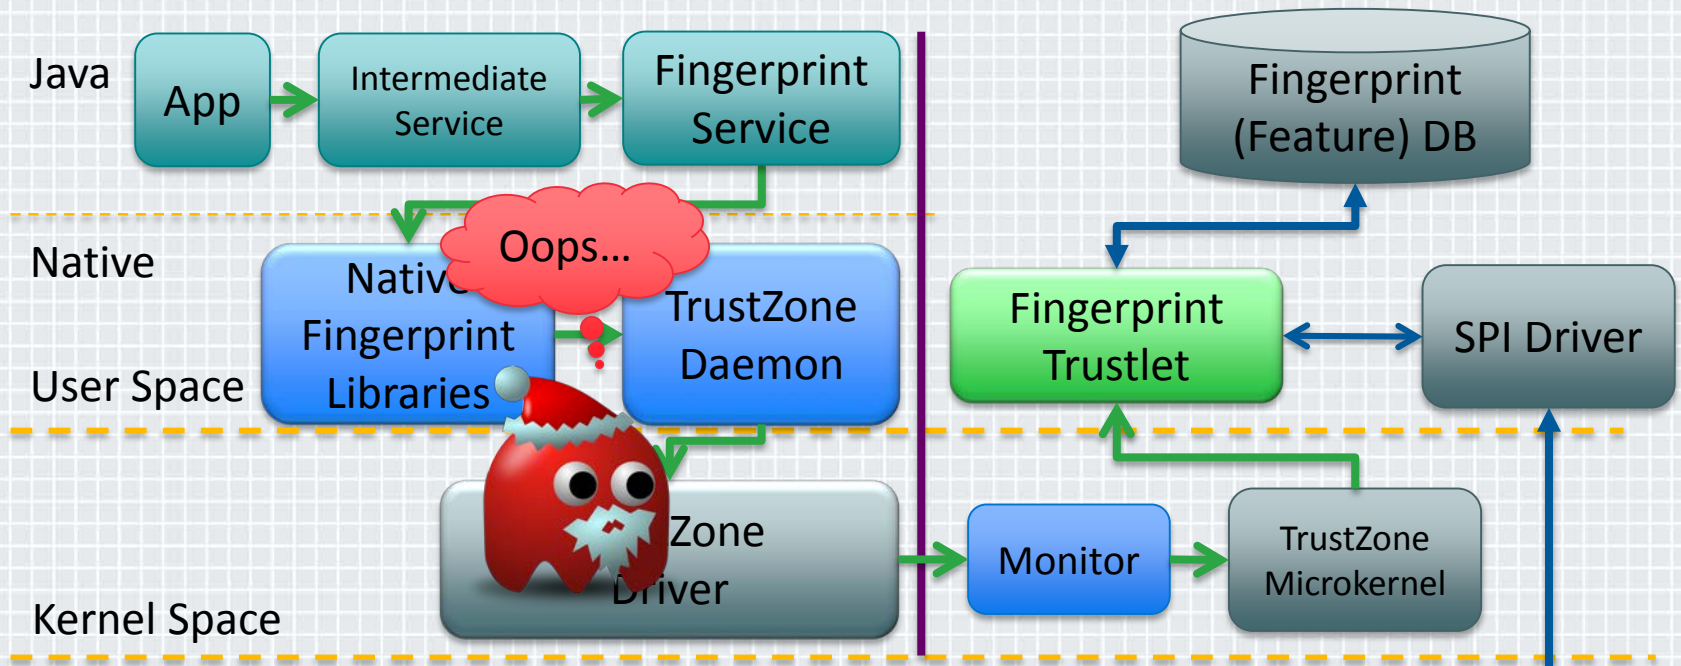 Java
App
Intermediate
Service
Fingerprint
Service
Fingerprint
(Feature) DB
Native
Oops...
Native
Fingerprint
Libraries
TrustZone
Daemon
Fingerprint
Trustlet
SPI Driver
User Space
Zone
Driver
Monitor
TrustZone
Microkernel
Kernel Space